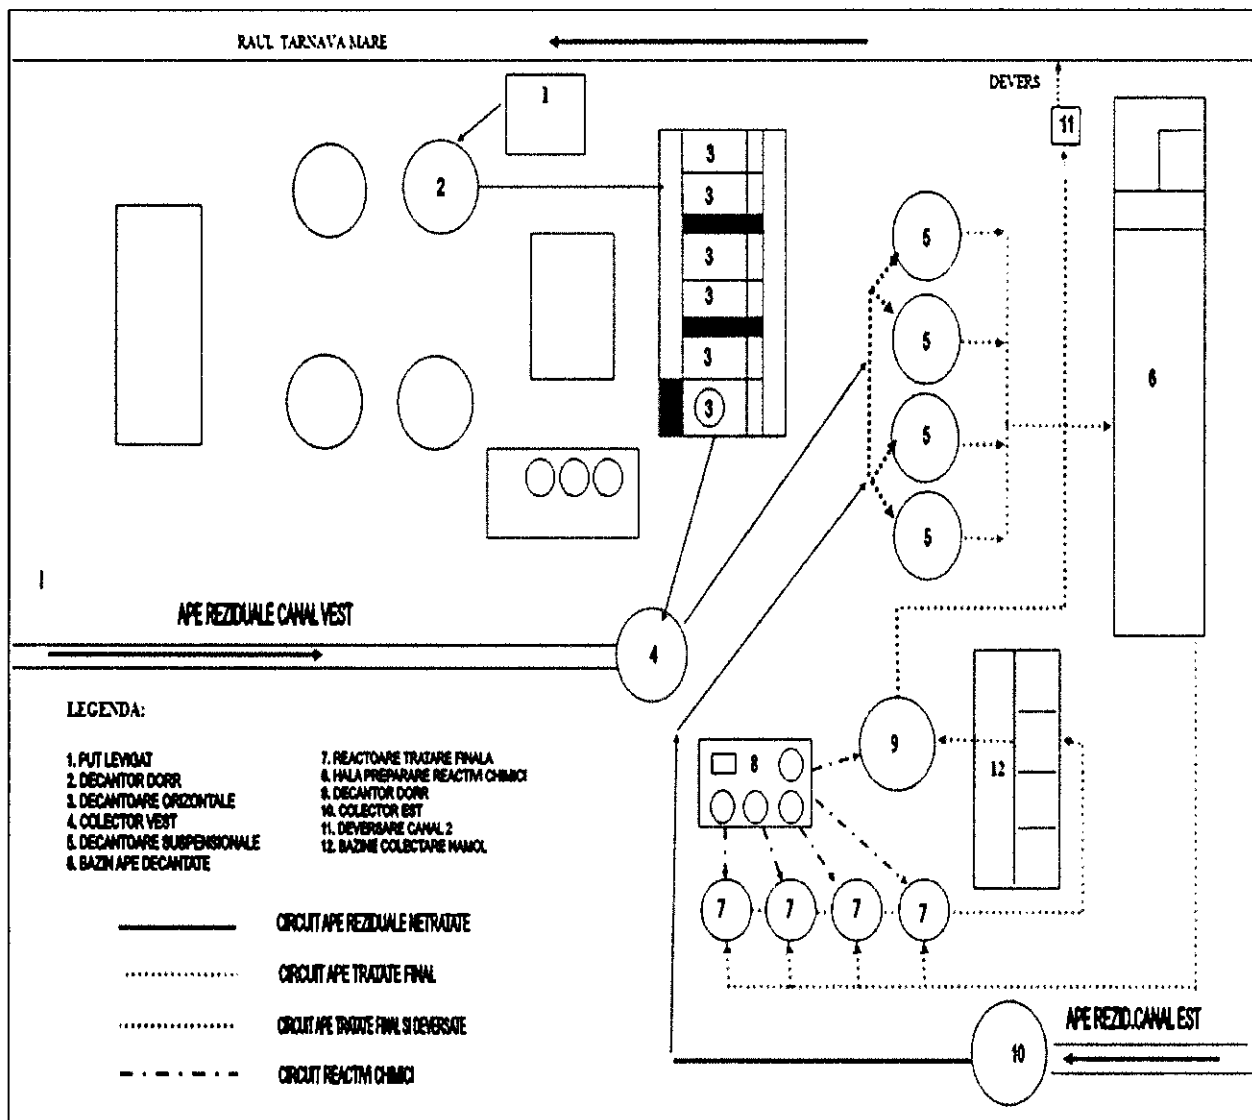 RAUL TARNAVA MARE
DEVERS
1
11
2
3
3
3
3
3
3
5
5
5
5
6
APE REZIDUALE CANAL VEST
4
9
8
12
7
7
7
7
LEGENDA:
1. PUT LEVIGAT
2. DECANTOR DORR
3. DECANTOARE ORIZONTALE
4. COLECTOR VEST
5. DECANTOARE SUSPENSIONALE
6. BAZIN APE DECANTATE
7. REACTOARE TRATARE FINALA
8. HALA PREPARARE REACTIVI CHIMICI
9. DECANTOR DORR
10. COLECTOR EST
11. DEVERSARE CANAL 2
12. BAZINE COLECTARE NAMOL
CIRCUIT APE REZIDUALE NETRATATE
CIRCUIT APE TRATATE FINAL
CIRCUIT APE TRATATE FINAL SI DEVERSATE
CIRCUIT REACTIVI CHIMICI
APE REZID.CANAL EST
10